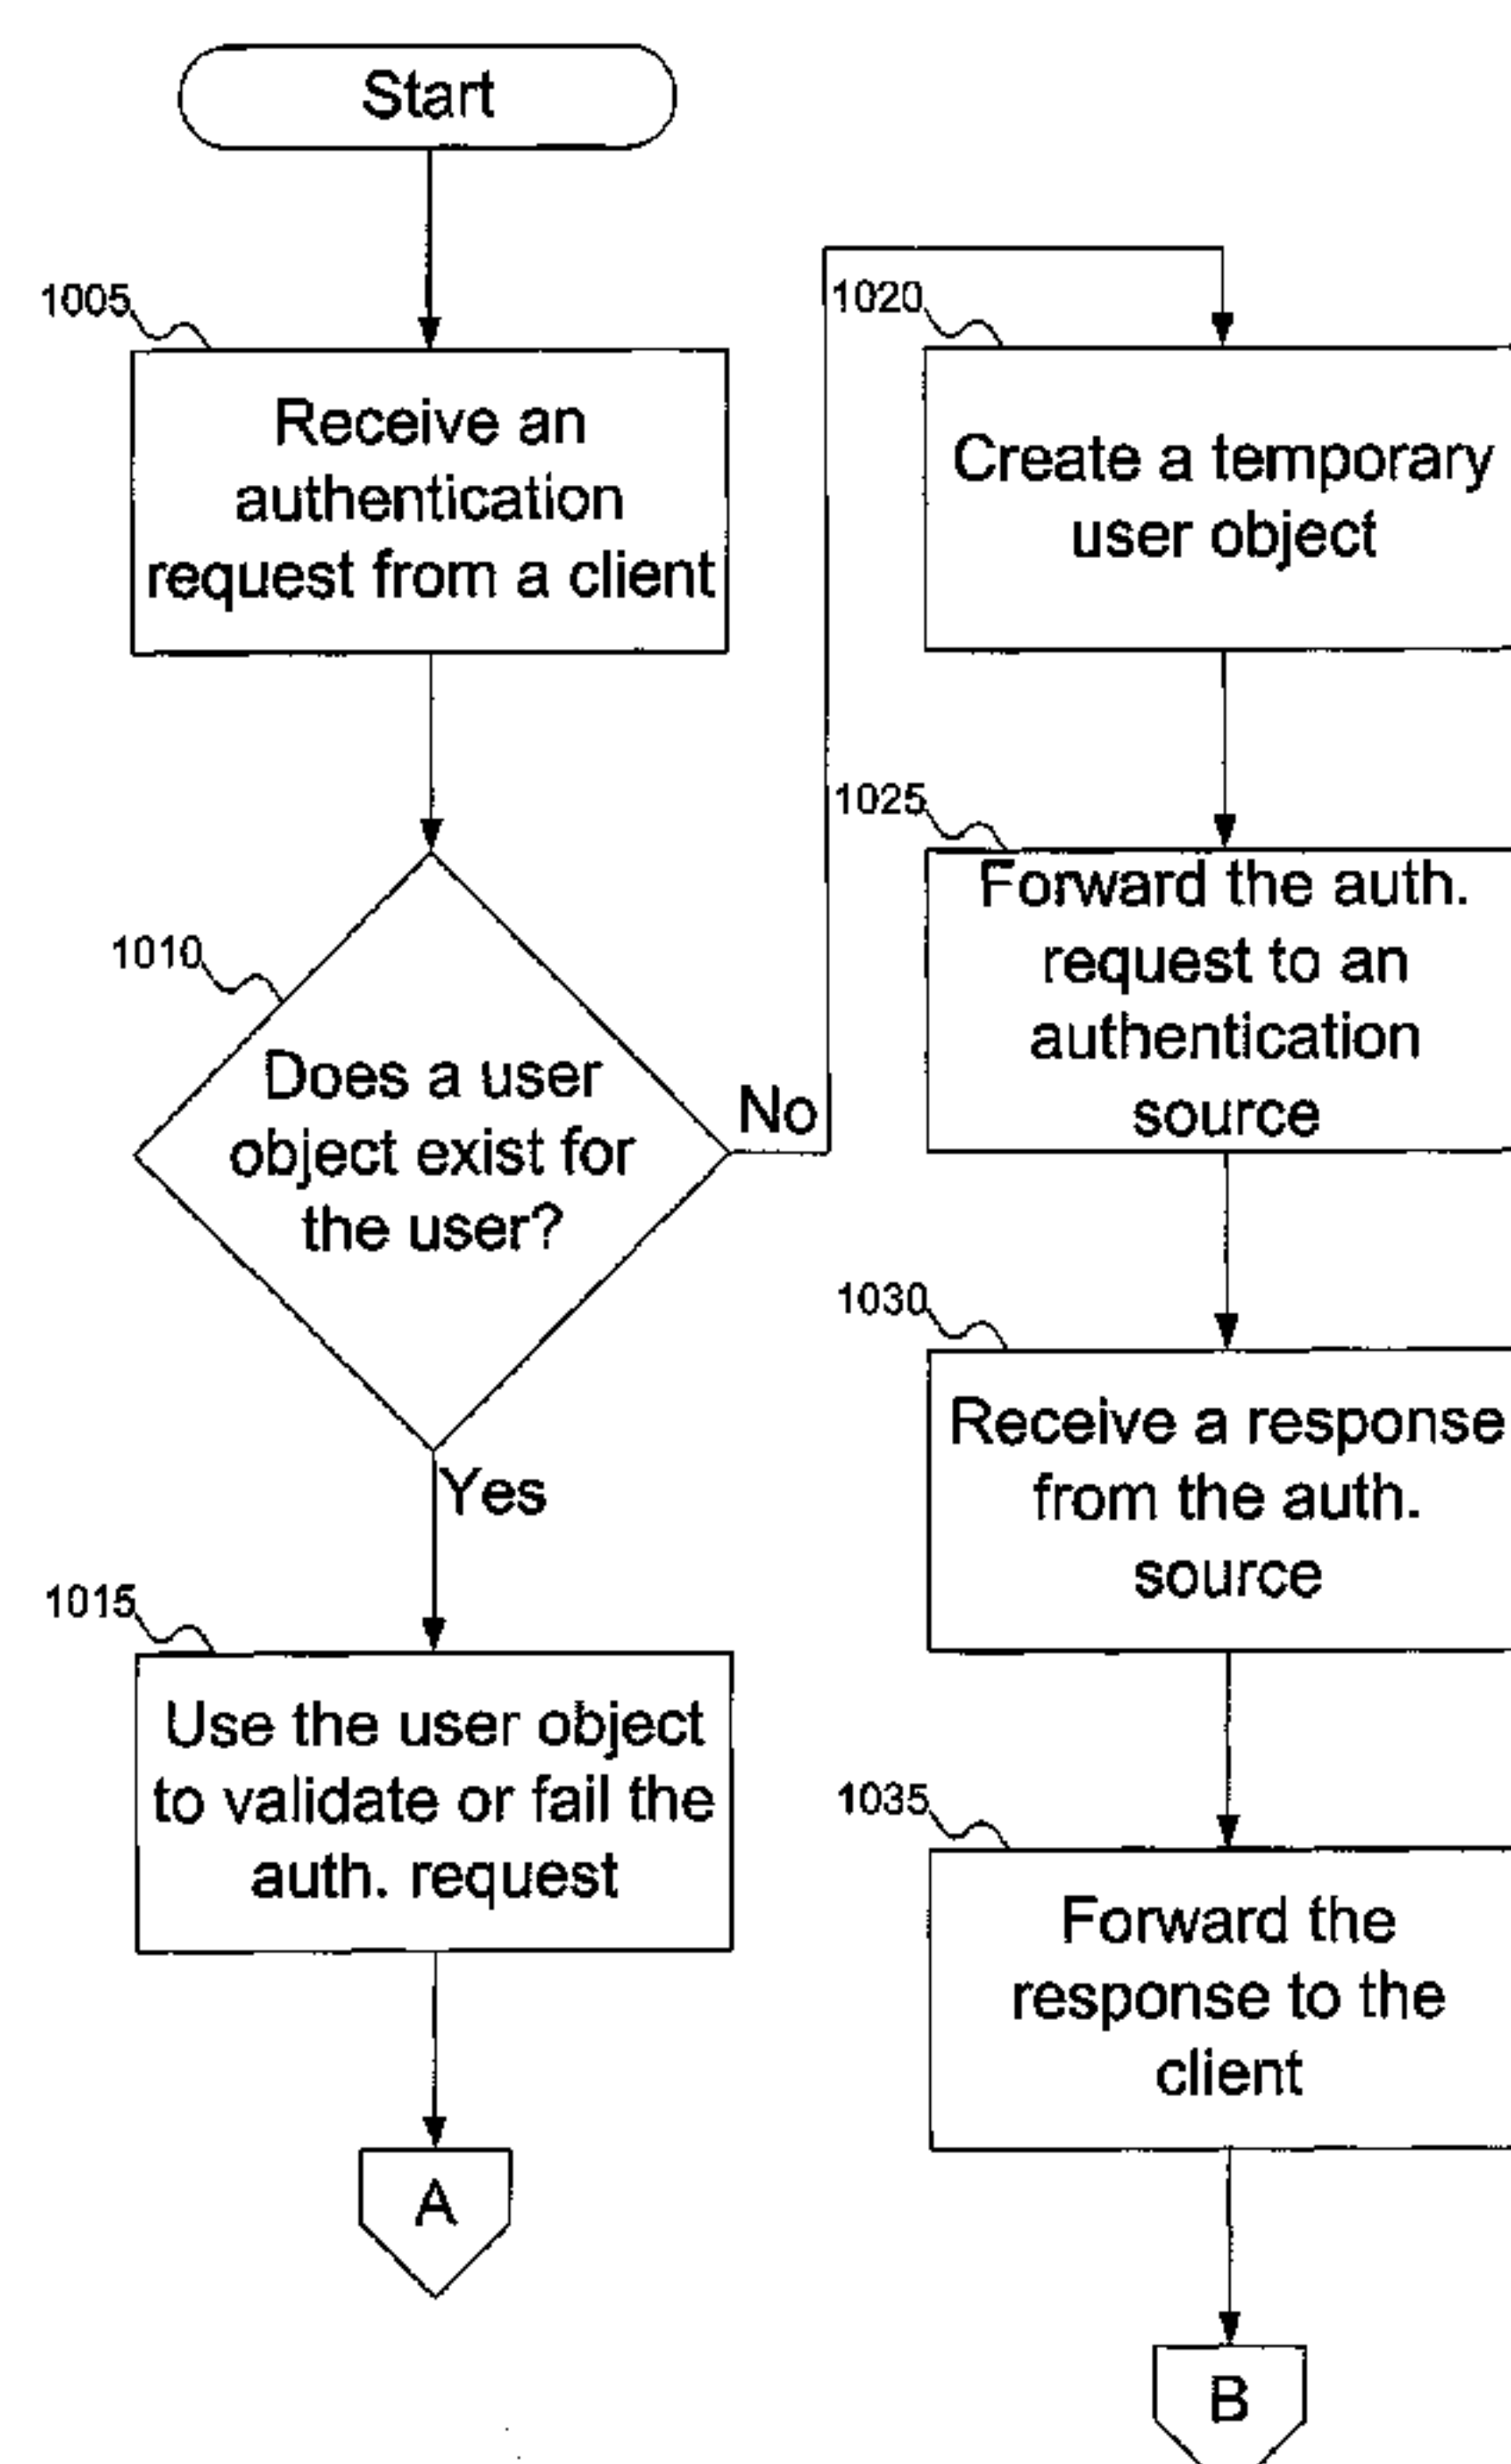 Start
1005
Receive an
authentication
request from a client
1010
Does a user
object exist for
the user?
No
Yes
1015
Use the user object
to validate or fail the
auth. request
A
1020
Create a temporary
user object
1025
Forward the auth.
request to an
authentication
source
1030
Receive a response
from the auth.
source
1035
Forward the
response to the
client
B